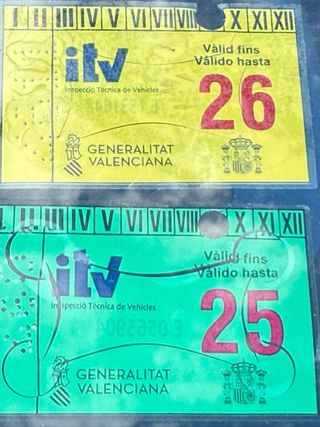 I II III IV V VI VII VIII X XI XII
itv
Inspecció Tècnica de Vehicles
Vàlid fins
Válido hasta
26
GENERALITAT
VALENCIANA
I II III IV V VI VII VIII X XI XII
itv
Inspecció Tècnica de Vehicles
Vàlid fins
Válido hasta
25
GENERALITAT
VALENCIANA